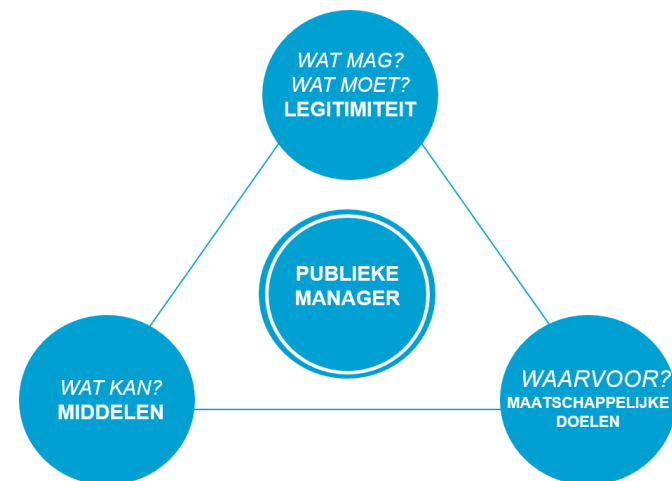 WAT MAG?
WAT MOET?
LEGITIMITEIT
PUBLIEKE
MANAGER
WAT KAN?
MIDDELEN
WAARVOOR?
MAATSCHAPPELIJKE
DOELEN